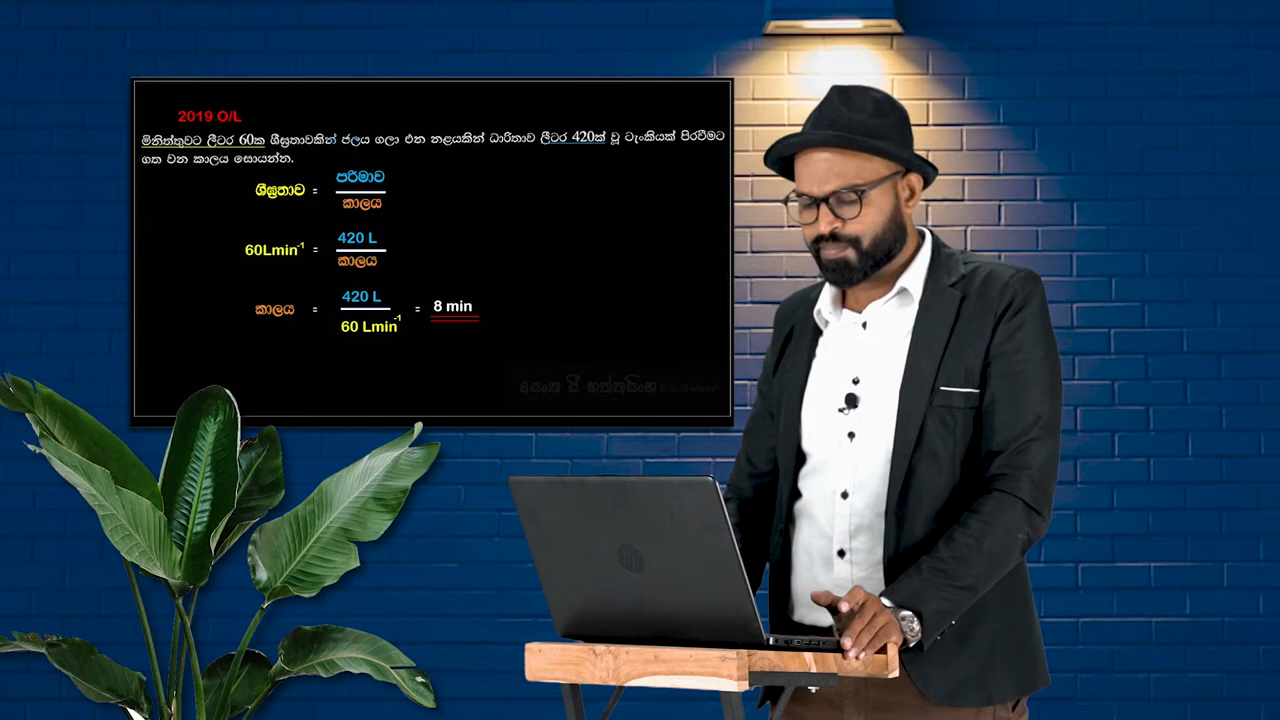 2019 O/L
මිනිත්තුවට ලීටර 60ක ශීඝ්‍රතාවකින් ජලය ගලා එන නළයකින් ධාරිතාව ලීටර 420ක් වූ ටැංකියක් පිරවීමට
ගත වන කාලය සොයන්න.
ශීඝ්‍රතාව = පරිමාව / කාලය
60Lmin⁻¹ = 420 L / කාලය
කාලය = 420 L / 60 Lmin⁻¹ = 8 min